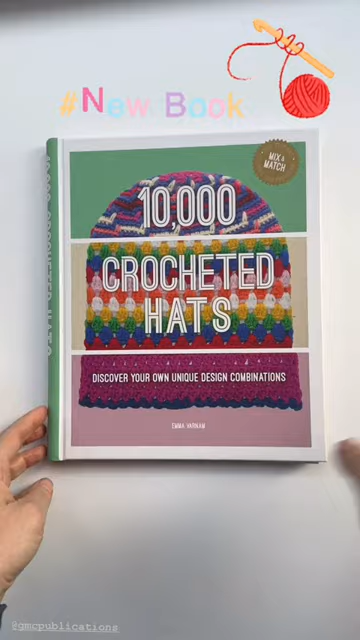 #New Book
MIX &
MATCH
10,000
CROCHETED
HATS
DISCOVER YOUR OWN UNIQUE DESIGN COMBINATIONS
EMMA VARNAM
10,000 CROCHETED HATS
@gmcpublications